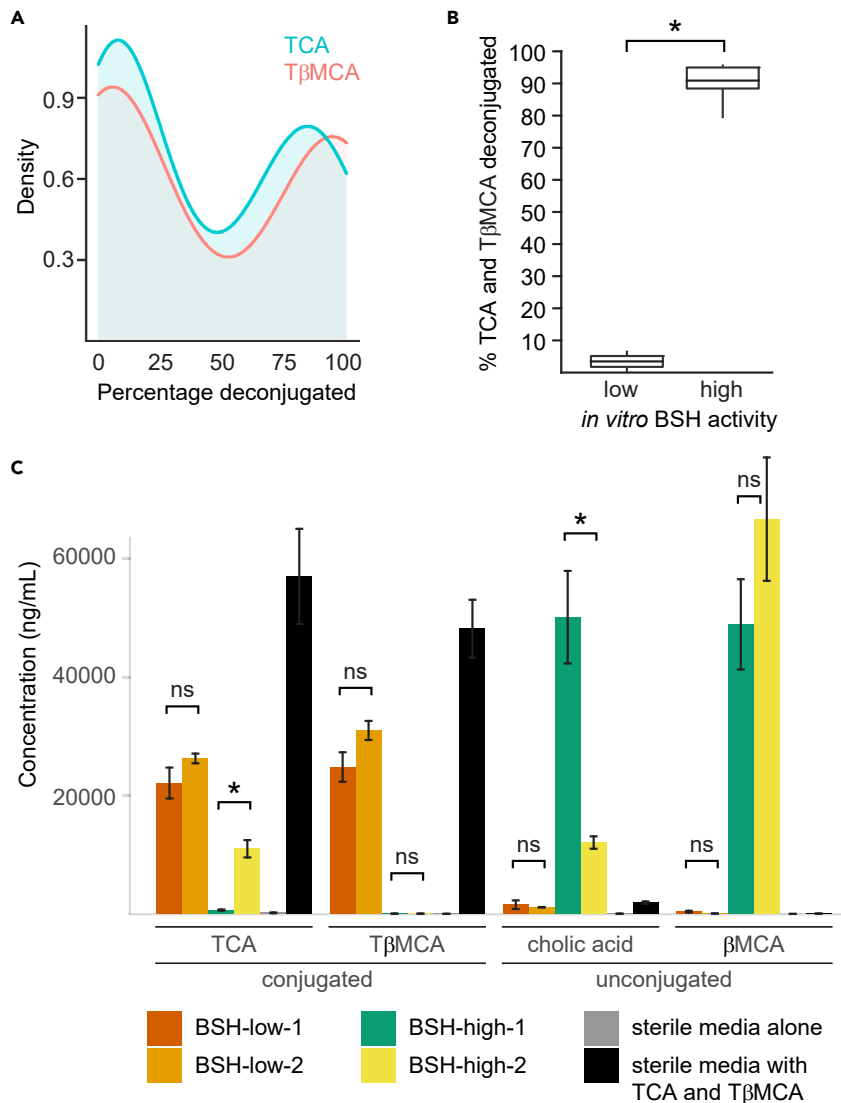 A
TCA
TβMCA
0.9
0.6
0.3
Density
0
25
50
75
100
Percentage deconjugated
B
*
100
90
80
70
60
50
40
30
20
10
% TCA and TβMCA deconjugated
low
high
in vitro BSH activity
C
60000
40000
20000
Concentration (ng/mL)
ns
*
ns
ns
ns
*
ns
ns
TCA
TβMCA
cholic acid
βMCA
conjugated
unconjugated
BSH-low-1
BSH-low-2
BSH-high-1
BSH-high-2
sterile media alone
sterile media with
TCA and TβMCA